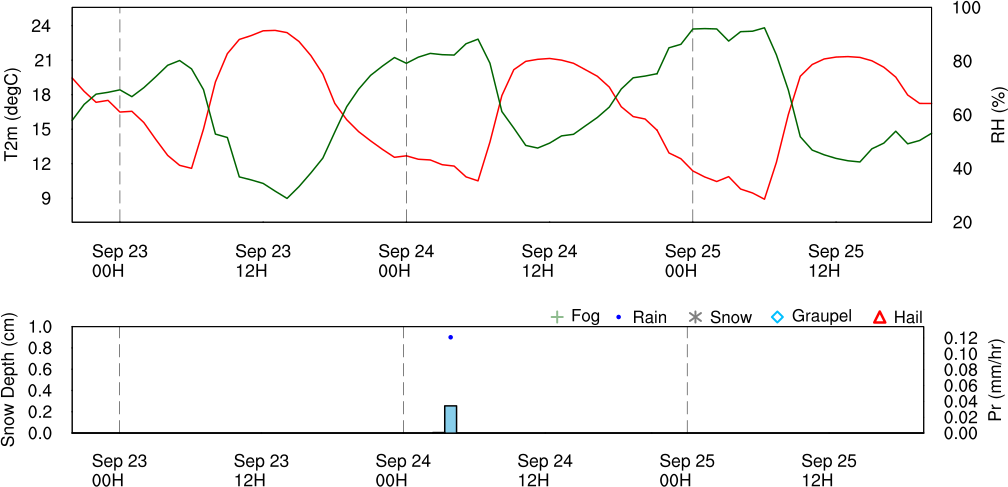 T2m (degC)
24
21
18
15
12
9
100
80
60
40
20
RH (%)
Sep 23 Sep 23 Sep 24 Sep 24 Sep 25 Sep 25
00H 12H 00H 12H 00H 12H
Fog Rain Snow Graupel Hail
Snow Depth (cm)
1.0
0.8
0.6
0.4
0.2
0.0
0.12
0.10
0.08
0.06
0.04
0.02
0.00
Pr (mm/hr)
Sep 23 Sep 23 Sep 24 Sep 24 Sep 25 Sep 25
00H 12H 00H 12H 00H 12H